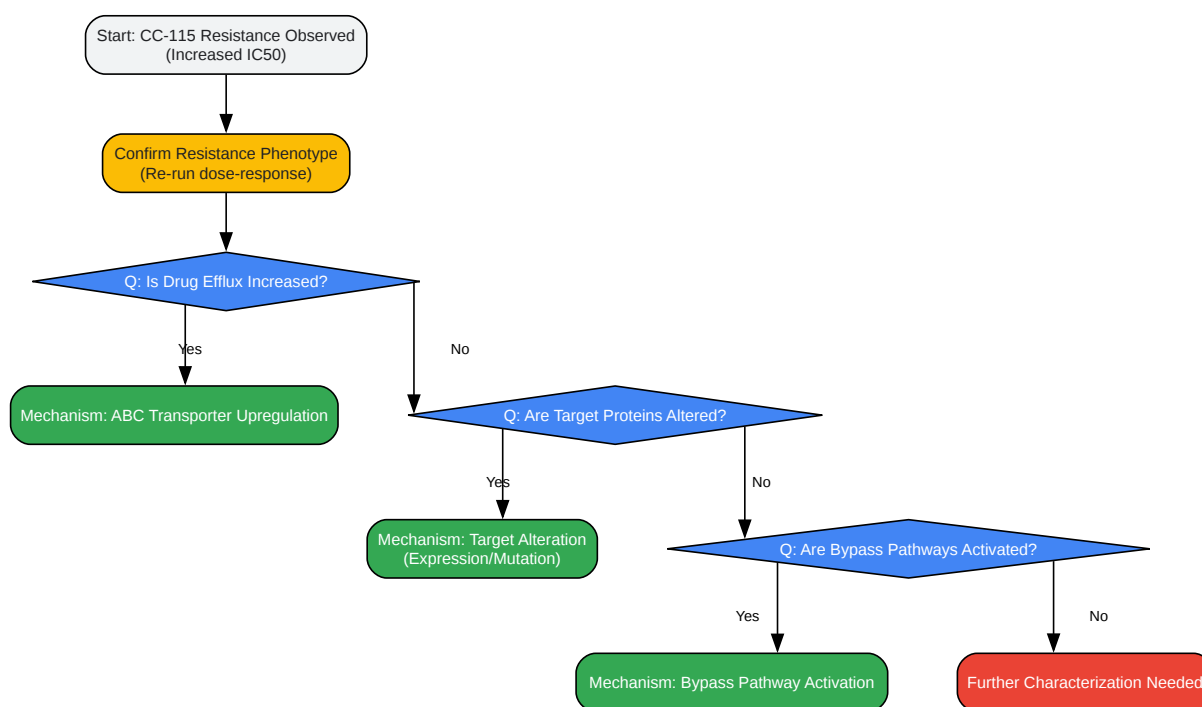 Start: CC-115 Resistance Observed
(Increased IC50)
Confirm Resistance Phenotype
(Re-run dose-response)
Q: Is Drug Efflux Increased?
Yes
No
Mechanism: ABC Transporter Upregulation
Q: Are Target Proteins Altered?
Yes
No
Mechanism: Target Alteration
(Expression/Mutation)
Q: Are Bypass Pathways Activated?
Yes
No
Mechanism: Bypass Pathway Activation
Further Characterization Needed